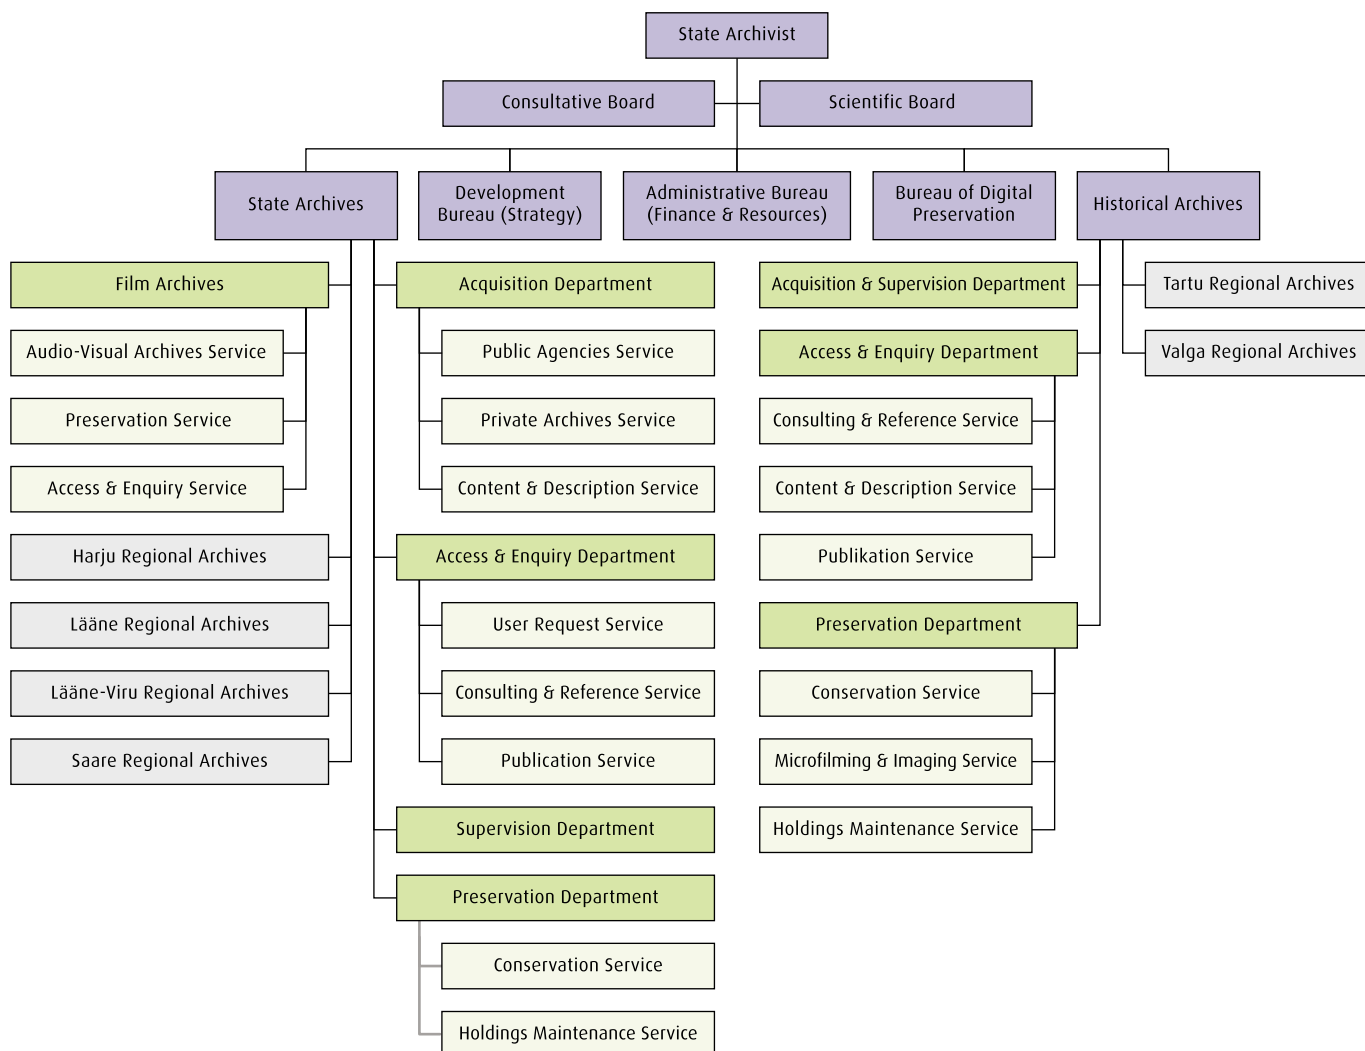 State Archivist
Consultative Board
Scientific Board
State Archives
Development
Bureau (Strategy)
Administrative Bureau
(Finance & Resources)
Bureau of Digital
Preservation
Historical Archives
Film Archives
Audio-Visual Archives Service
Preservation Service
Access & Enquiry Service
Harju Regional Archives
Lääne Regional Archives
Lääne-Viru Regional Archives
Saare Regional Archives
Acquisition Department
Public Agencies Service
Private Archives Service
Content & Description Service
Access & Enquiry Department
User Request Service
Consulting & Reference Service
Publication Service
Supervision Department
Preservation Department
Conservation Service
Holdings Maintenance Service
Acquisition & Supervision Department
Access & Enquiry Department
Consulting & Reference Service
Content & Description Service
Publikation Service
Preservation Department
Conservation Service
Microfilming & Imaging Service
Holdings Maintenance Service
Tartu Regional Archives
Valga Regional Archives